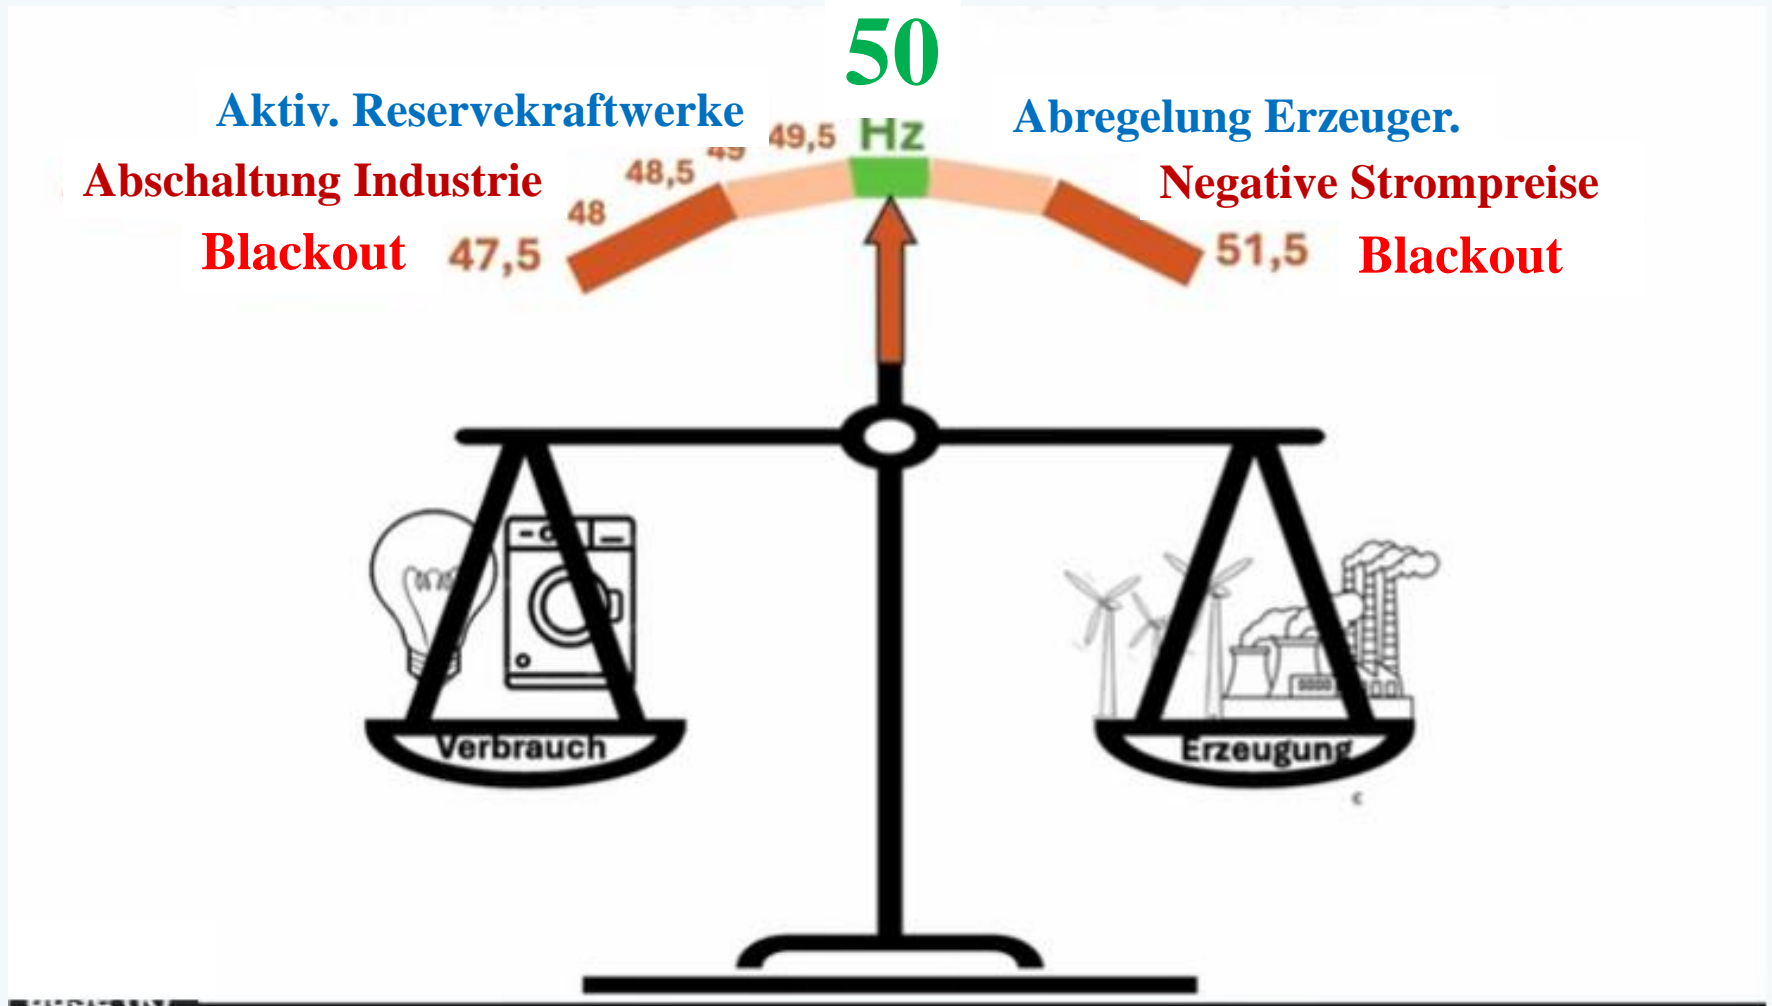 50
Hz
Aktiv. Reservekraftwerke
Abregelung Erzeuger.
49,5
49
48,5
Abschaltung Industrie
Negative Strompreise
48
Blackout
47,5
51,5
Blackout
Verbrauch
Erzeugung